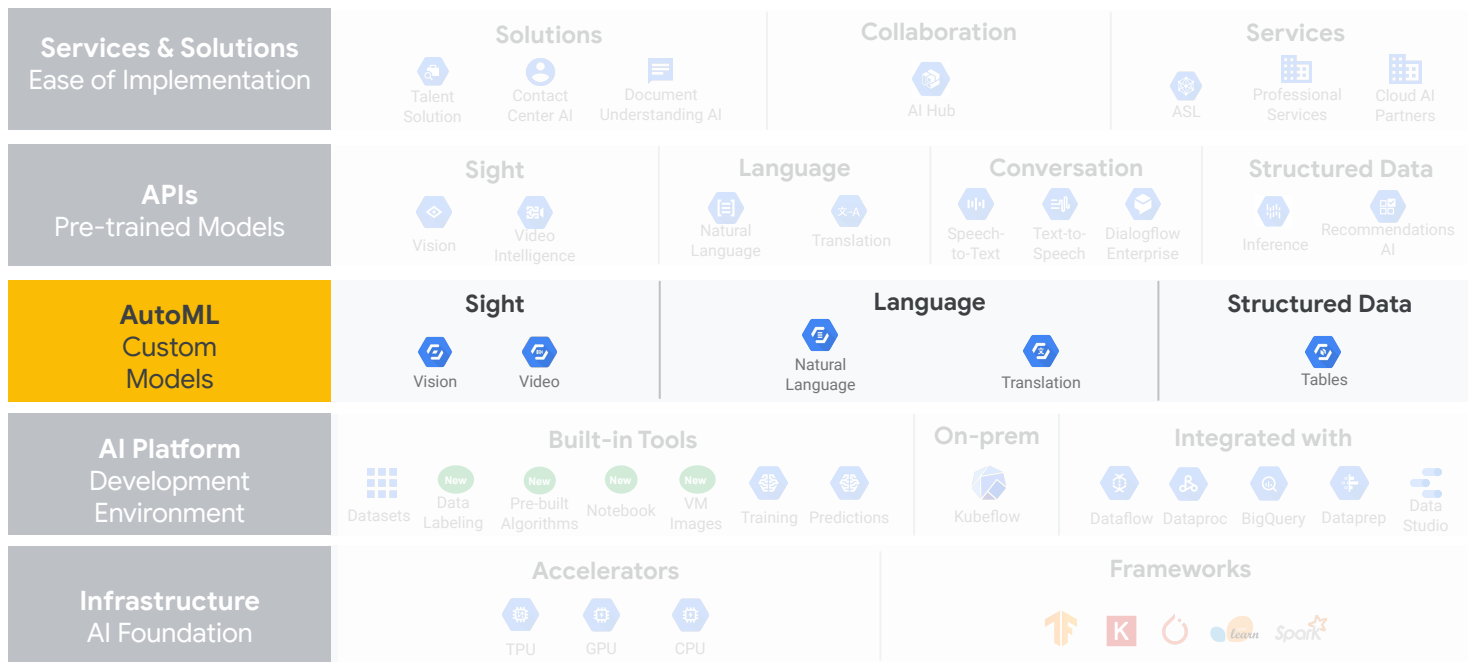 Services & Solutions
Ease of Implementation
Solutions
Talent
Solution
Contact
Center AI
Document
Understanding AI
Collaboration
AI Hub
Services
ASL
Professional
Services
Cloud AI
Partners
APIs
Pre-trained Models
Sight
Vision
Video
Intelligence
Language
Natural
Language
Translation
Conversation
Speech-
to-Text
Text-to-
Speech
Dialogflow
Enterprise
Structured Data
Inference
Recommendations
AI
AutoML
Custom
Models
Sight
Vision
Video
Language
Natural
Language
Translation
Structured Data
Tables
AI Platform
Development
Environment
Built-in Tools
Datasets
New
Data
Labeling
New
Pre-built
Algorithms
New
Notebook
New
VM
Images
Training
Predictions
On-prem
Kubeflow
Integrated with
Dataflow
Dataproc
BigQuery
Dataprep
Data
Studio
Infrastructure
AI Foundation
Accelerators
TPU
GPU
CPU
Frameworks
K
learn
Spark